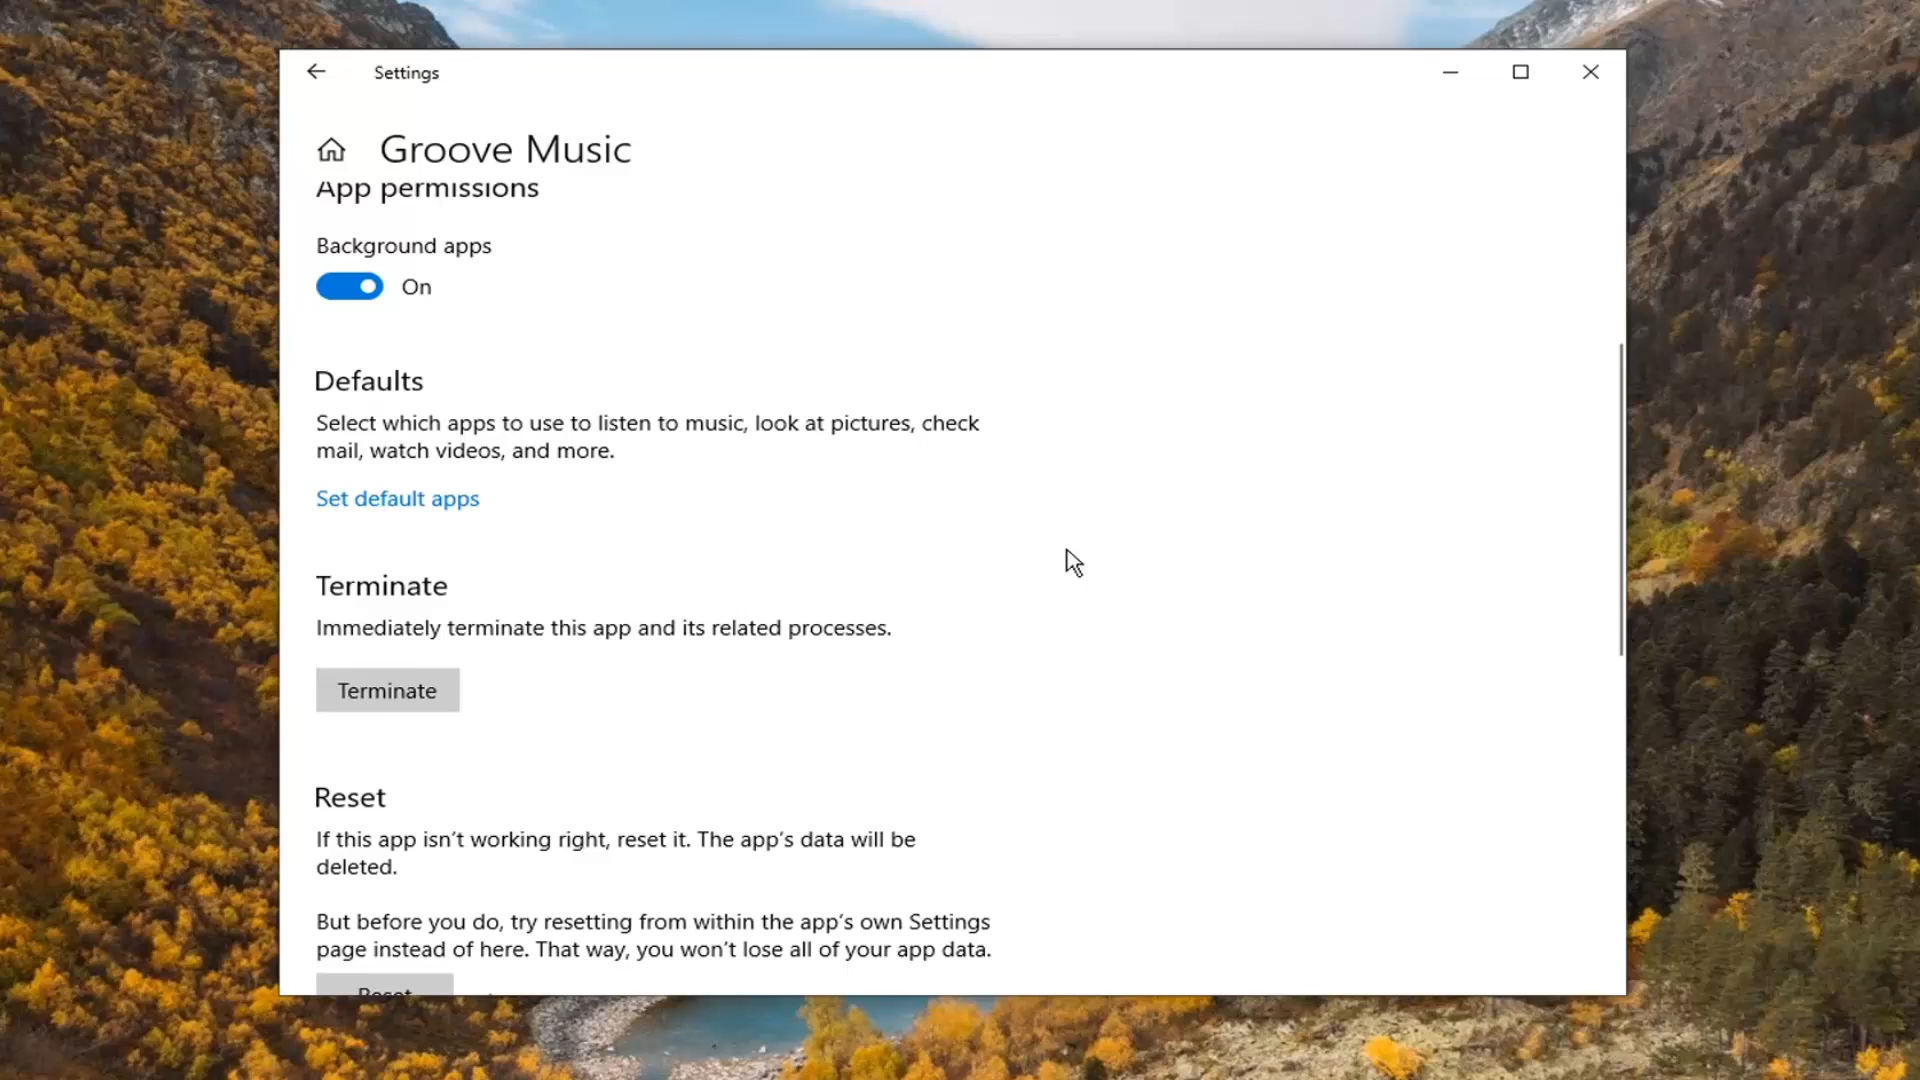 Settings
Groove Music
App permissions
Background apps
On
Defaults
Select which apps to use to listen to music, look at pictures, check
mail, watch videos, and more.
Set default apps
Terminate
Immediately terminate this app and its related processes.
Terminate
Reset
If this app isn't working right, reset it. The app's data will be
deleted.
But before you do, try resetting from within the app's own Settings
page instead of here. That way, you won't lose all of your app data.
Reset